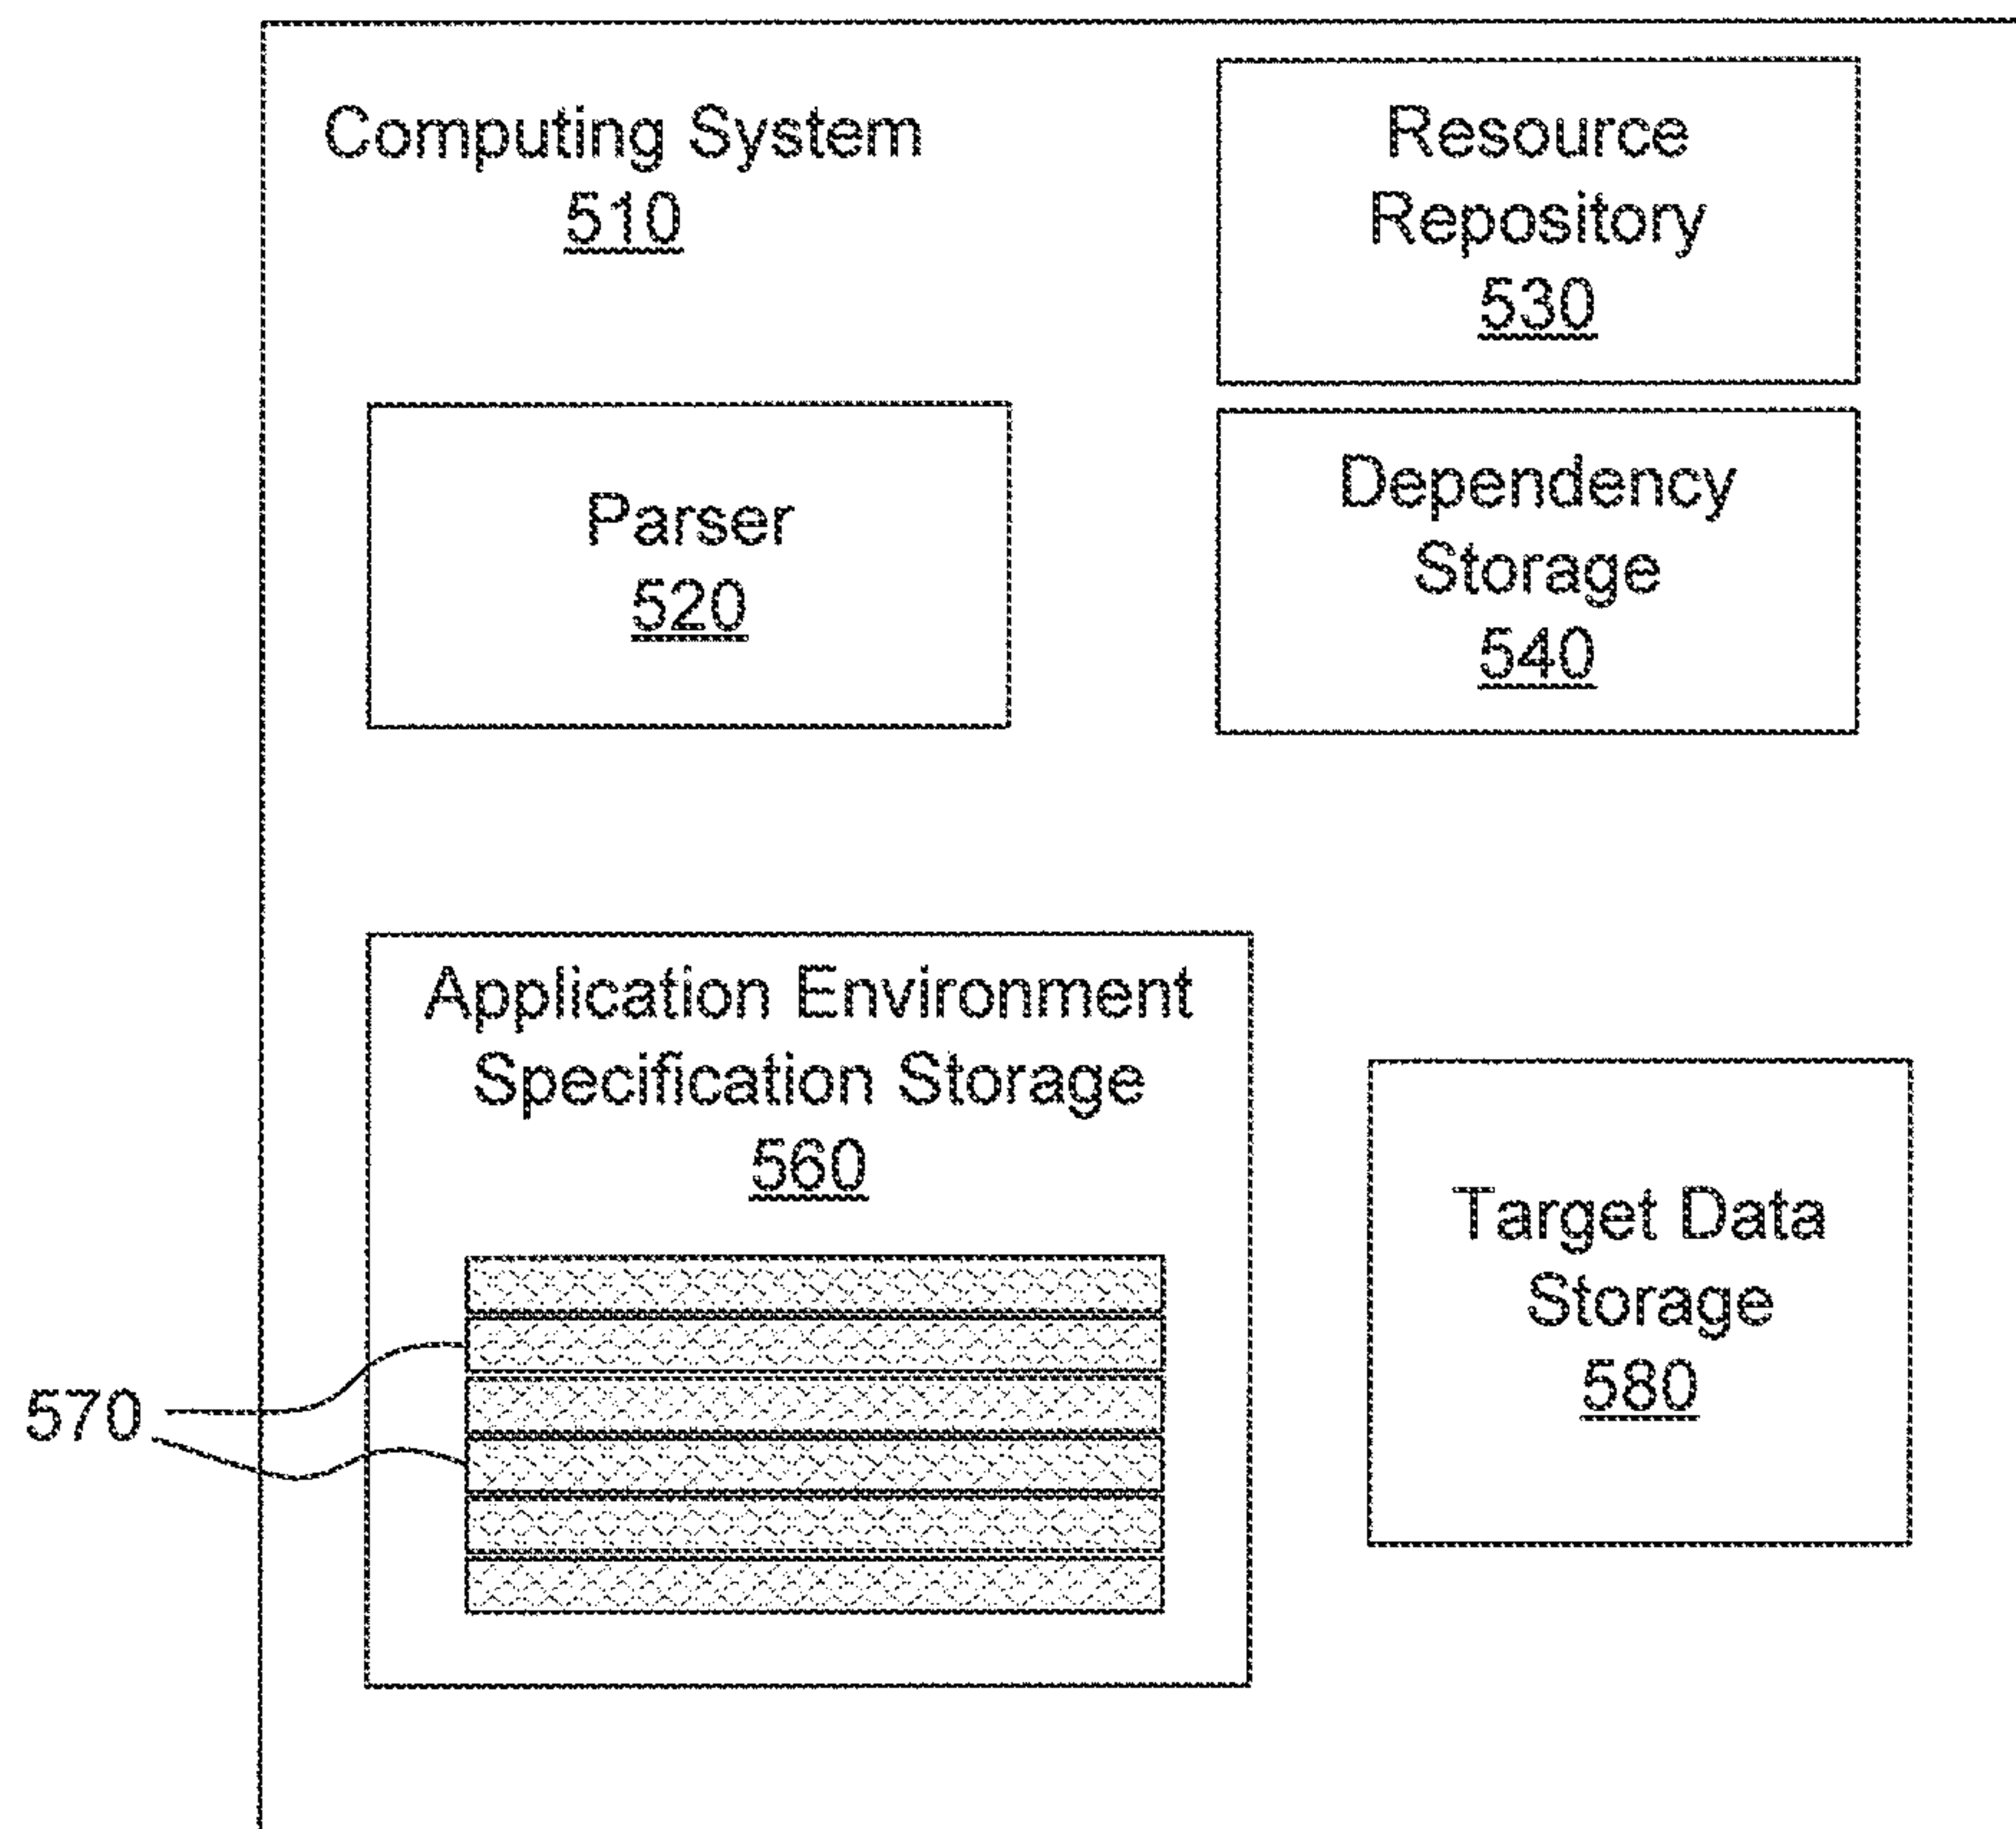 Computing System
510
Resource
Repository
530
Parser
520
Dependency
Storage
540
Application Environment
Specification Storage
560
570
Target Data
Storage
580